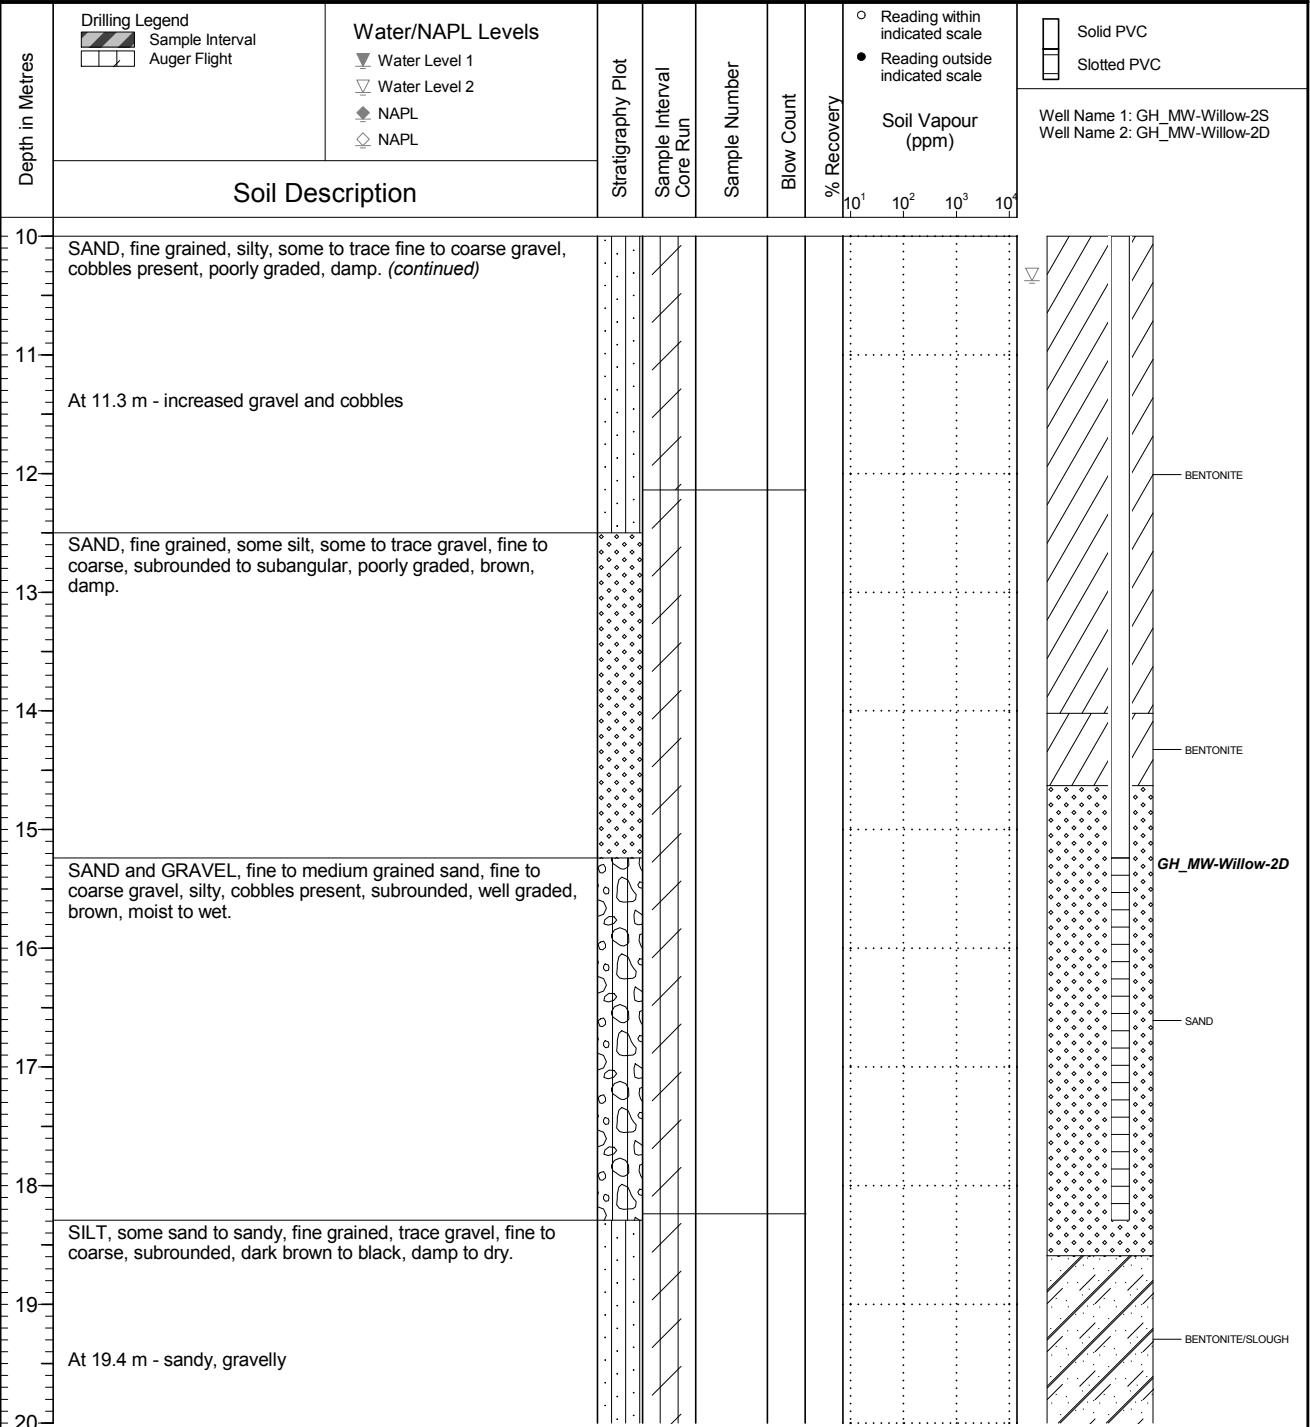 Drilling Legend
Sample Interval
Auger Flight
Water/NAPL Levels
Water Level 1
Water Level 2
NAPL
NAPL
Depth in Metres
Soil Description
Stratigraphy Plot
Sample Interval
Core Run
Sample Number
Blow Count
% Recovery
Reading within
indicated scale
Reading outside
indicated scale
Soil Vapour
(ppm)
10¹ 10² 10³ 10⁴
Solid PVC
Slotted PVC
Well Name 1: GH_MW-Willow-2S
Well Name 2: GH_MW-Willow-2D
10
SAND, fine grained, silty, some to trace fine to coarse gravel,
cobbles present, poorly graded, damp. (continued)
11
At 11.3 m - increased gravel and cobbles
12
BENTONITE
SAND, fine grained, some silt, some to trace gravel, fine to
coarse, subrounded to subangular, poorly graded, brown,
damp.
13
14
BENTONITE
15
SAND and GRAVEL, fine to medium grained sand, fine to
coarse gravel, silty, cobbles present, subrounded, well graded,
brown, moist to wet.
GH_MW-Willow-2D
16
SAND
17
18
SILT, some sand to sandy, fine grained, trace gravel, fine to
coarse, subrounded, dark brown to black, damp to dry.
19
BENTONITE/SLOUGH
At 19.4 m - sandy, gravelly
20